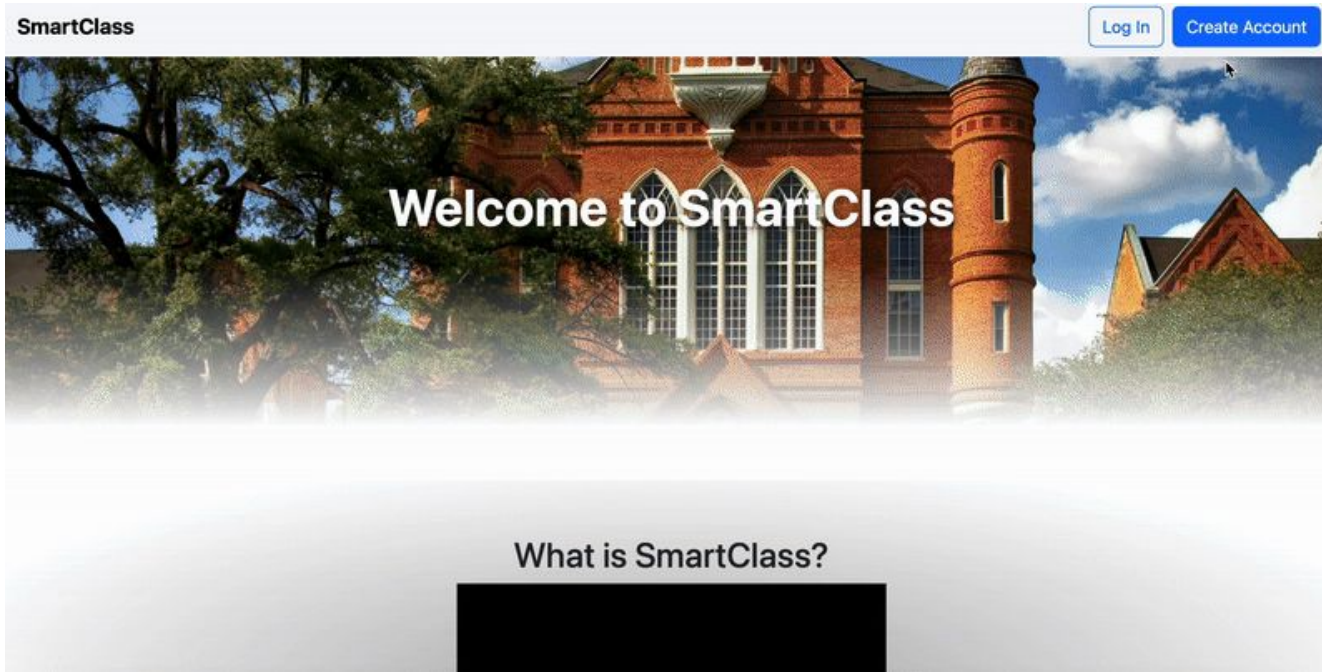 SmartClass
Log In
Create Account
Welcome to SmartClass
What is SmartClass?